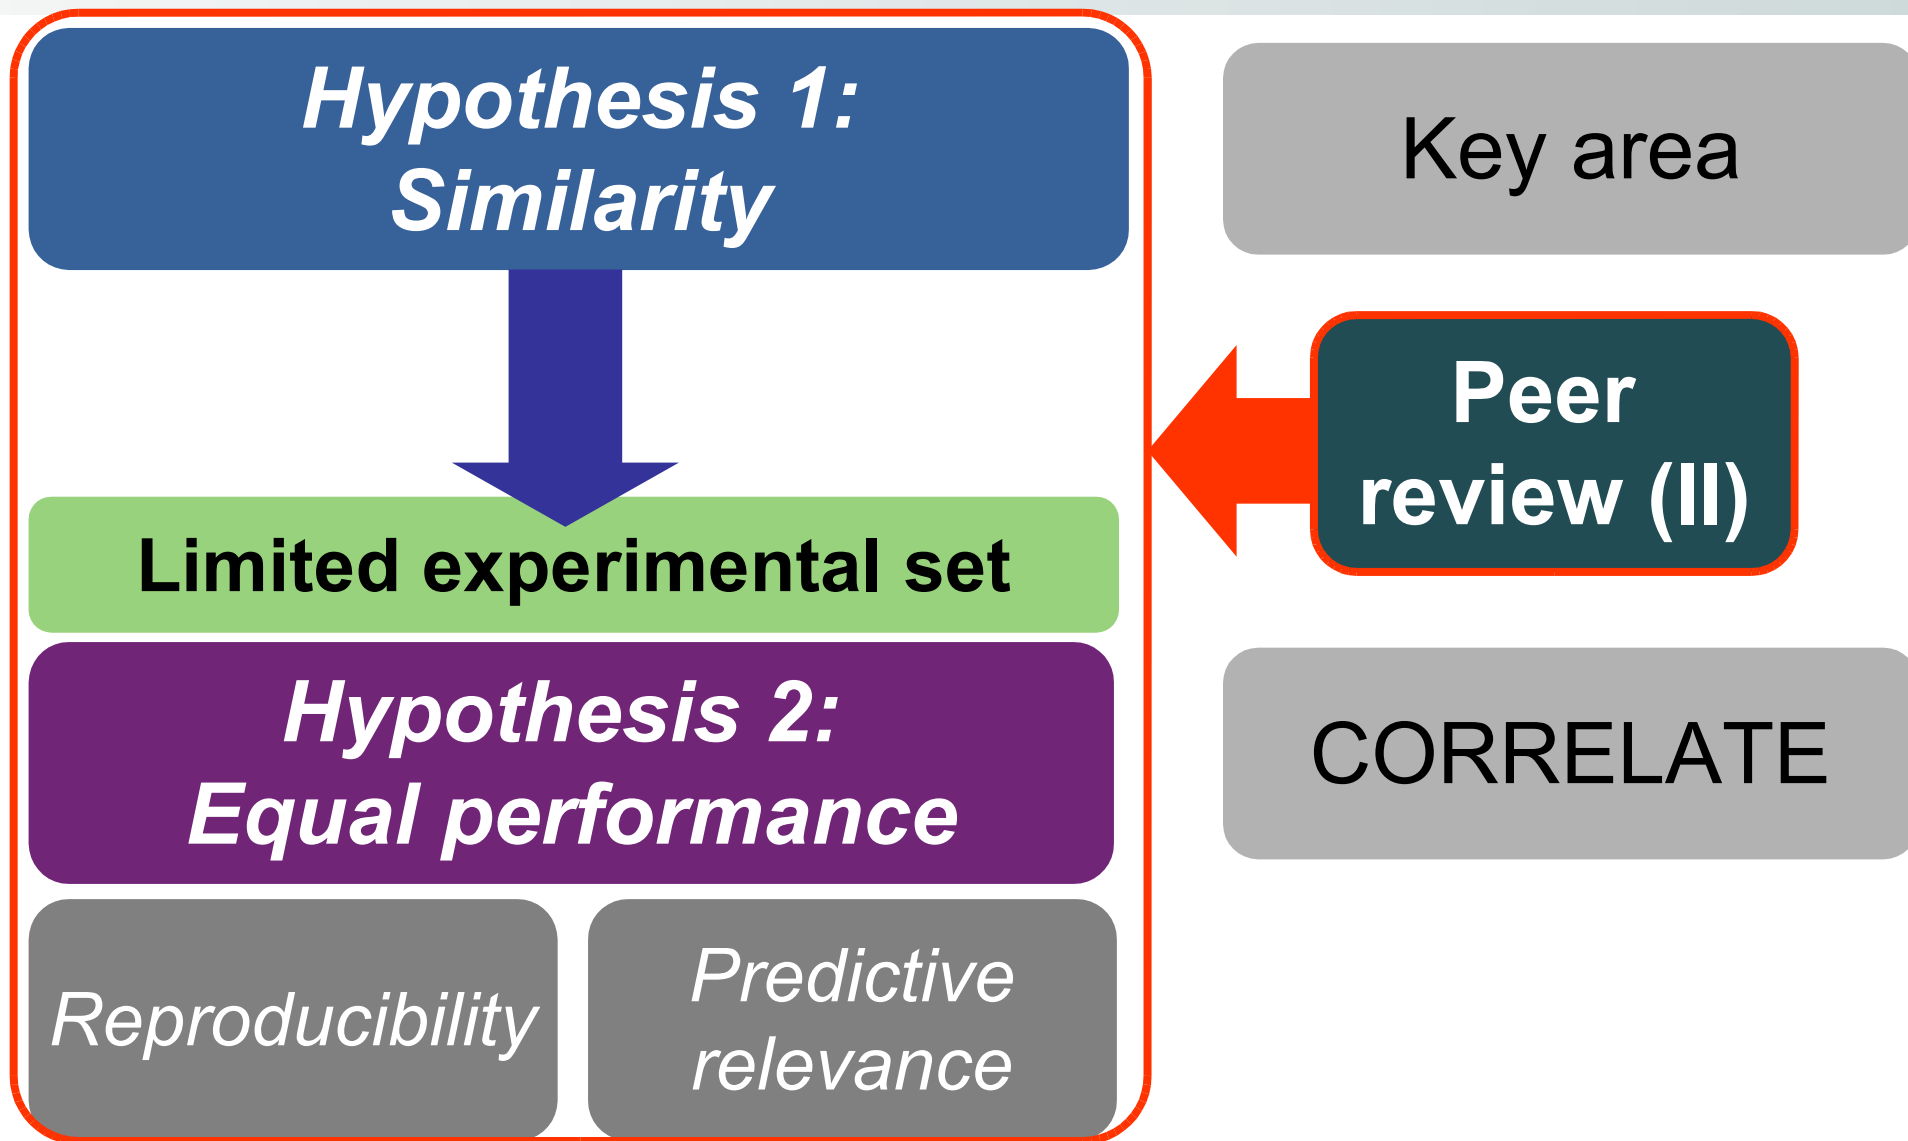 Hypothesis 1:
Similarity
Limited experimental set
Hypothesis 2:
Equal performance
Reproducibility
Predictive
relevance
Key area
Peer
review (II)
CORRELATE